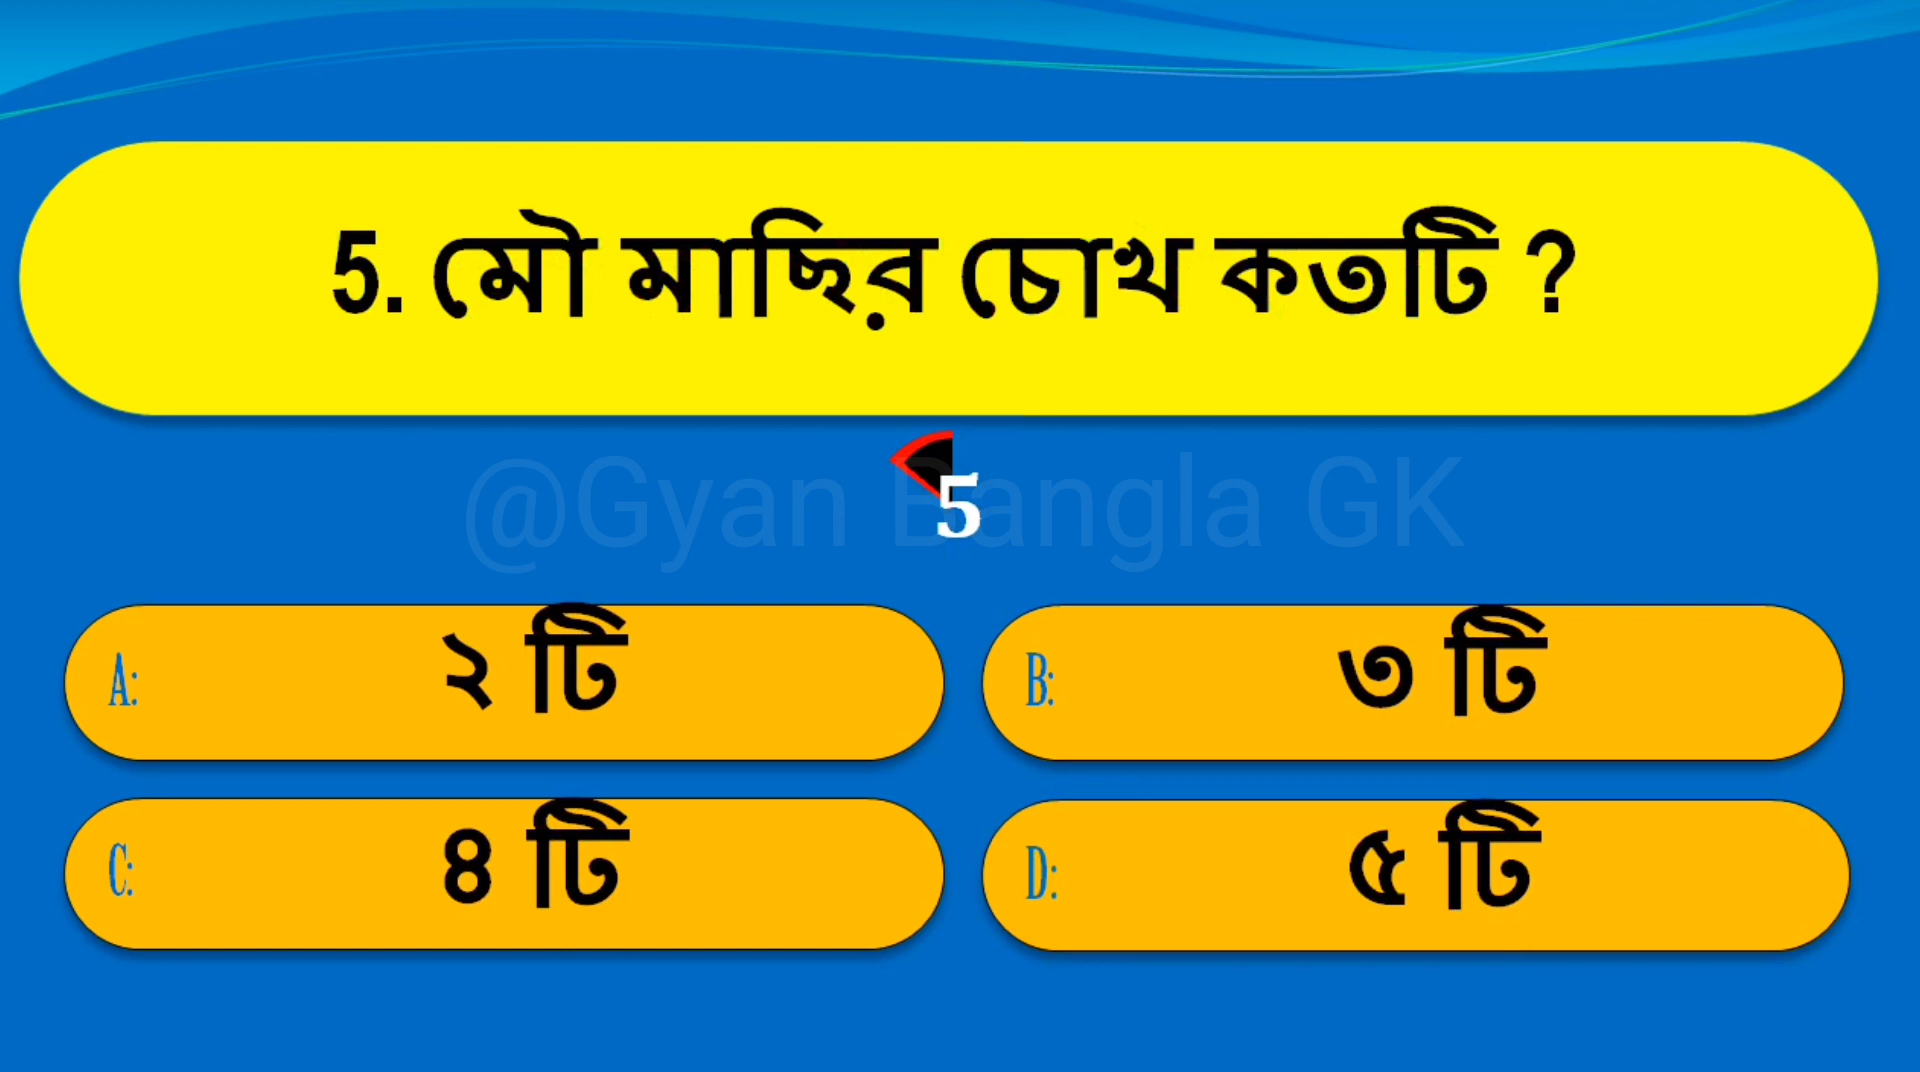 5. মৌ মাছির চোখ কতটি ?
5
@Gyan Bangla GK
A: ২ টি
B: ৩ টি
C: ৪ টি
D: ৫ টি